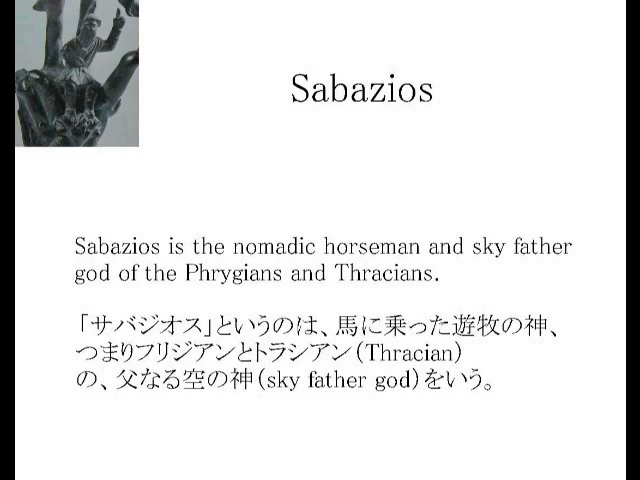 Sabazios
Sabazios is the nomadic horseman and sky father
god of the Phrygians and Thracians.
「サバジオス」というのは、馬に乗った遊牧の神、
つまりフリジアンとトラシアン（Thracian）
の、父なる空の神（sky father god）をいう。